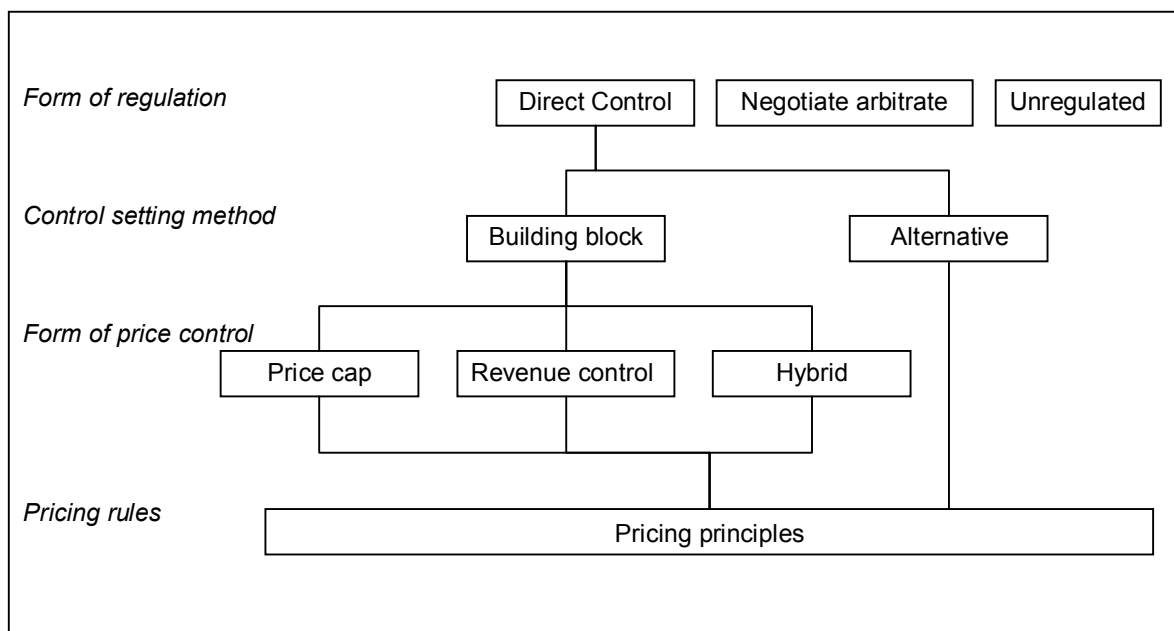 Form of regulation
Direct Control
Negotiate arbitrate
Unregulated
Control setting method
Building block
Alternative
Form of price control
Price cap
Revenue control
Hybrid
Pricing rules
Pricing principles